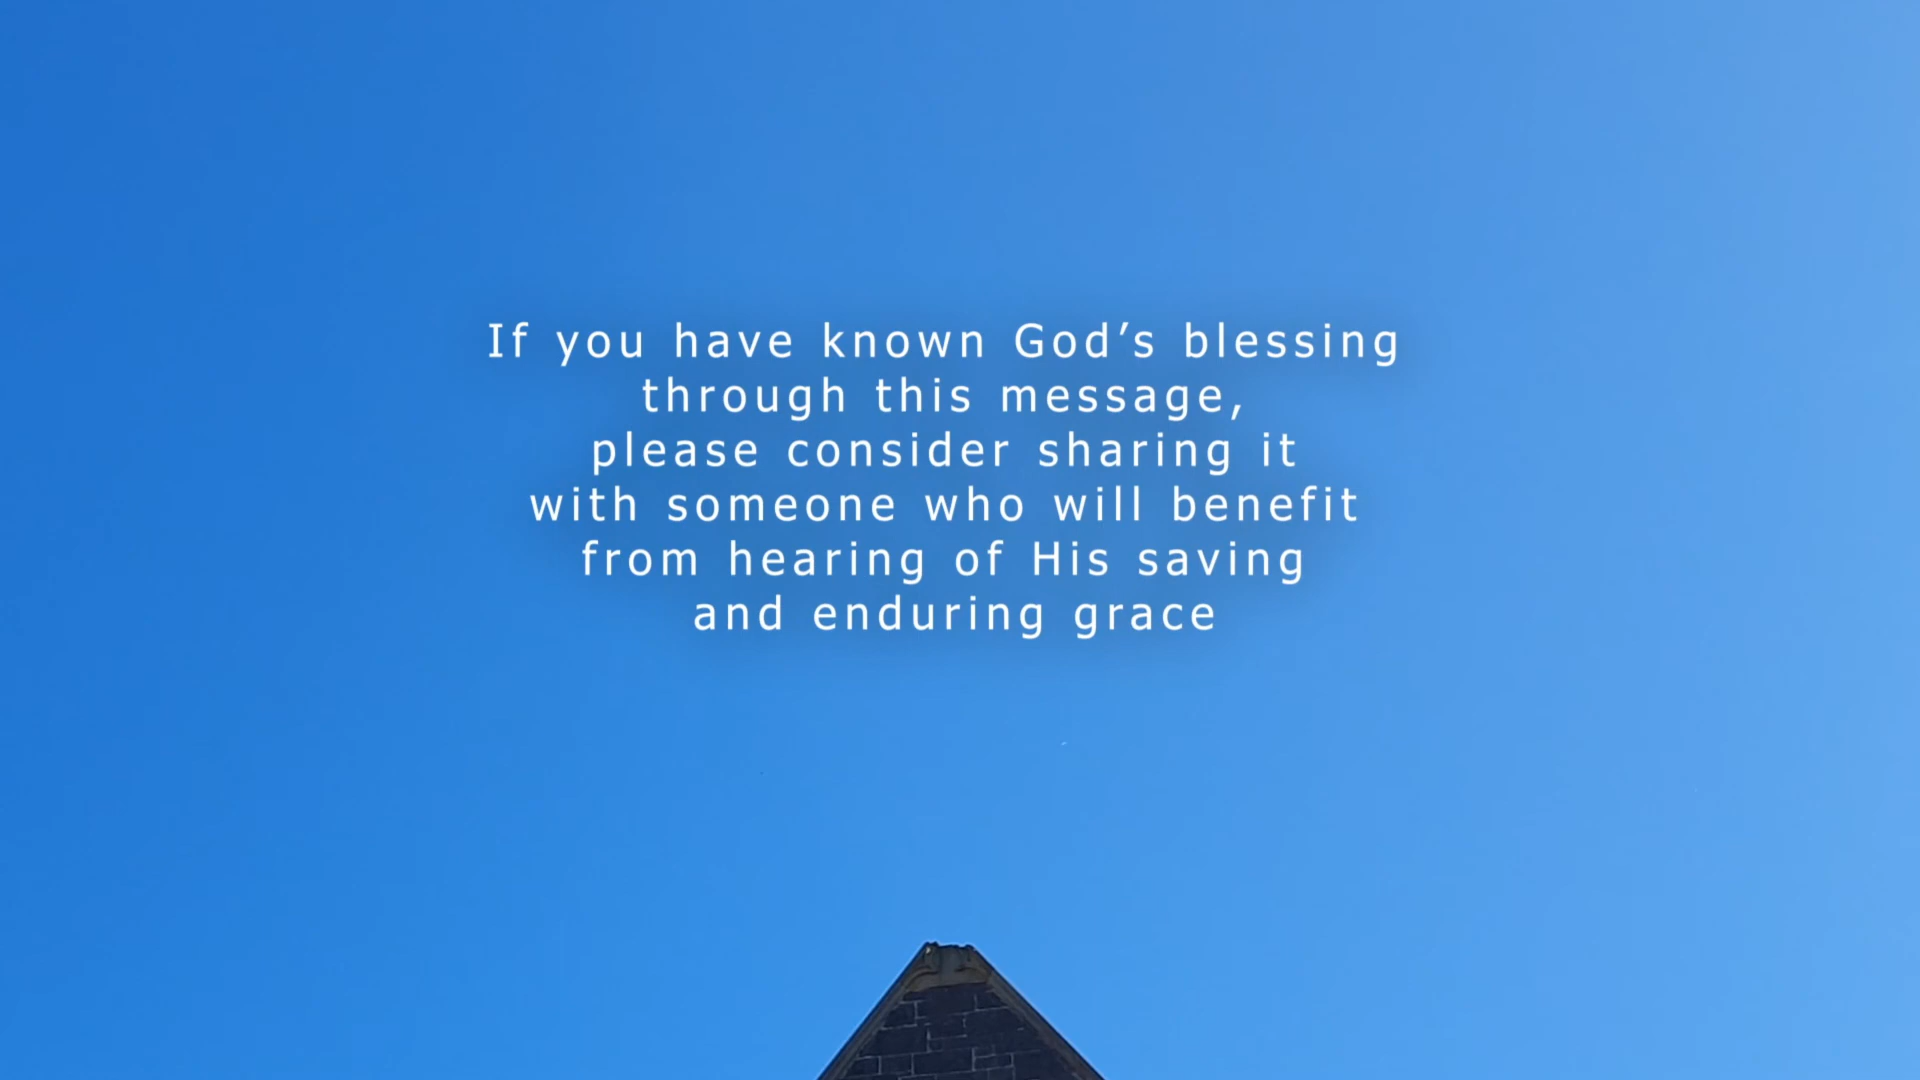 If you have known God’s blessing
through this message,
please consider sharing it
with someone who will benefit
from hearing of His saving
and enduring grace